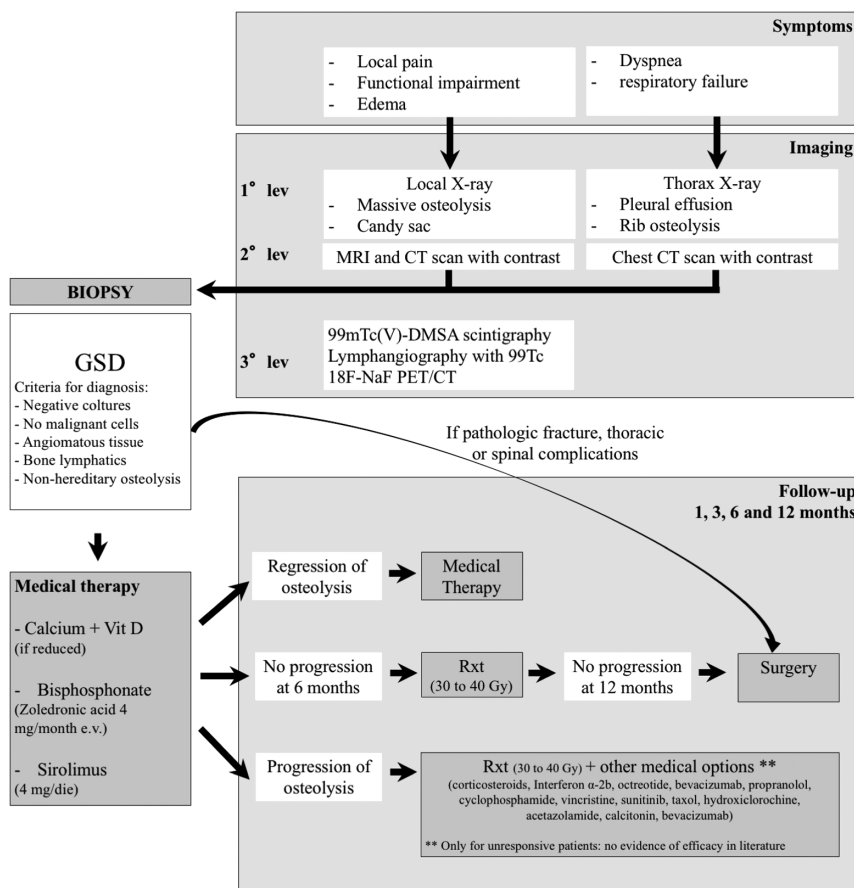 Symptoms
- Local pain
- Functional impairment
- Edema
- Dyspnea
- respiratory failure
Imaging
1° lev
Local X-ray
- Massive osteolysis
- Candy sac
Thorax X-ray
- Pleural effusion
- Rib osteolysis
2° lev
MRI and CT scan with contrast
Chest CT scan with contrast
BIOPSY
3° lev
99mTc(V)-DMSA scintigraphy
Lymphangiography with 99Tc
18F-NaF PET/CT
GSD
Criteria for diagnosis:
- Negative coltures
- No malignant cells
- Angiomatous tissue
- Bone lymphatics
- Non-hereditary osteolysis
If pathologic fracture, thoracic
or spinal complications
Follow-up
1, 3, 6 and 12 months
Medical therapy
- Calcium + Vit D
(if reduced)
- Bisphosphonate
(Zoledronic acid 4
mg/month e.v.)
- Sirolimus
(4 mg/die)
Regression of
osteolysis
Medical
Therapy
No progression
at 6 months
Rxt
(30 to 40 Gy)
No progression
at 12 months
Surgery
Progression of
osteolysis
Rxt (30 to 40 Gy) + other medical options **
(corticosteroids, Interferon α-2b, octreotide, bevacizumab, propranolol,
cyclophosphamide, vincristine, sunitinib, taxol, hydroxiclorochine,
acetazolamide, calcitonin, bevacizumab)
** Only for unresponsive patients: no evidence of efficacy in literature